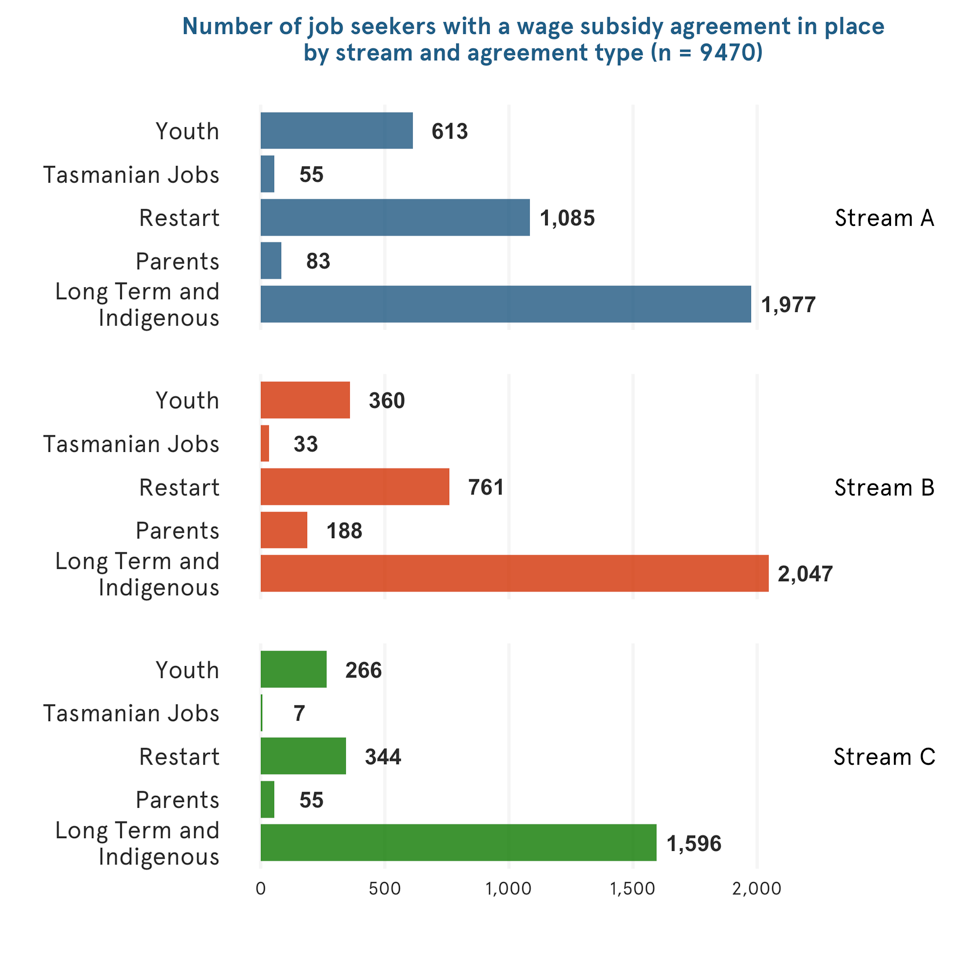 Number of job seekers with a wage subsidy agreement in place
by stream and agreement type (n = 9470)
Youth 613
Tasmanian Jobs 55
Restart 1,085
Stream A
Parents 83
Long Term and
Indigenous
1,977
Youth 360
Tasmanian Jobs 33
Restart 761
Stream B
Parents 188
Long Term and
Indigenous
2,047
Youth 266
Tasmanian Jobs 7
Restart 344
Stream C
Parents 55
Long Term and
Indigenous
1,596
0 500 1,000 1,500 2,000